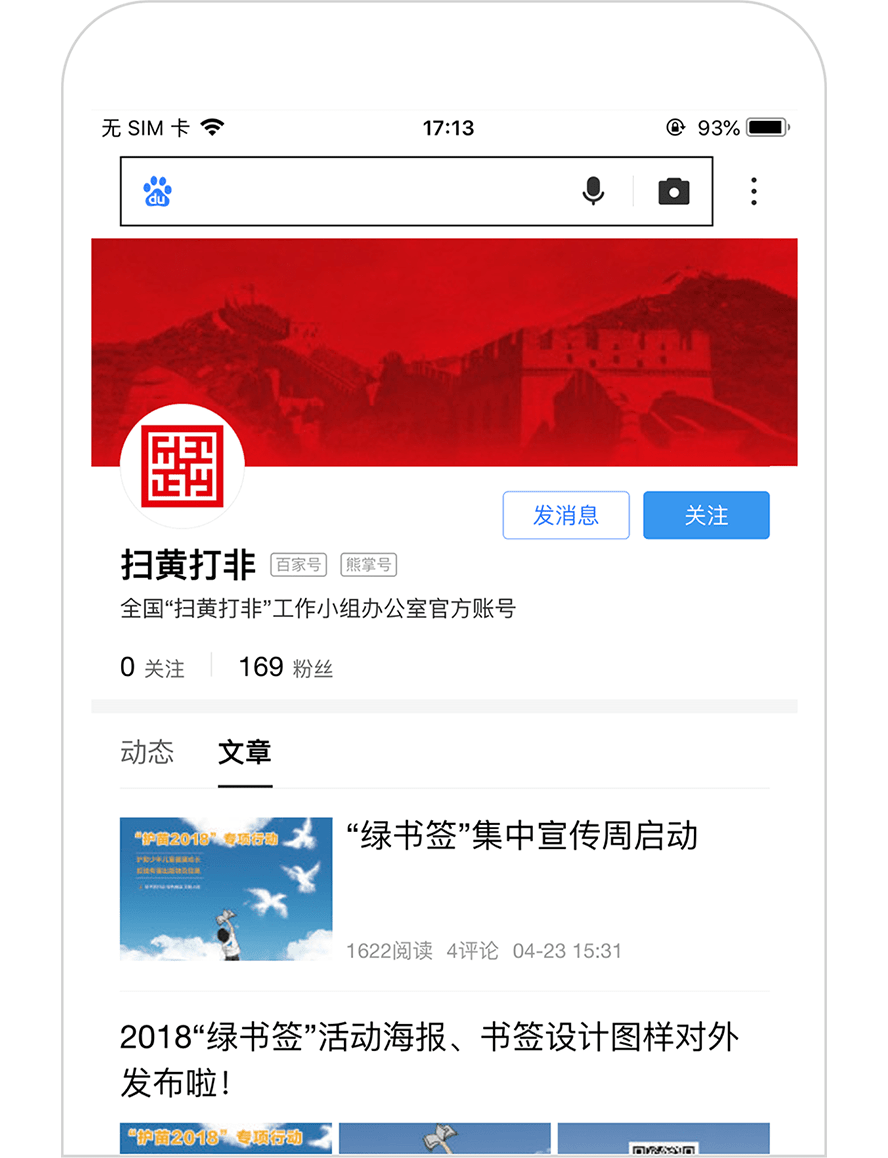 无 SIM 卡 17:13 93%
du
发消息 关注
扫黄打非 百家号 熊掌号
全国“扫黄打非”工作小组办公室官方账号
0 关注 169 粉丝
动态 文章
“护苗2018”专项行动
“绿书签”集中宣传周启动
1622阅读 4评论 04-23 15:31
2018“绿书签”活动海报、书签设计图样对外
发布啦！
“护苗2018”专项行动